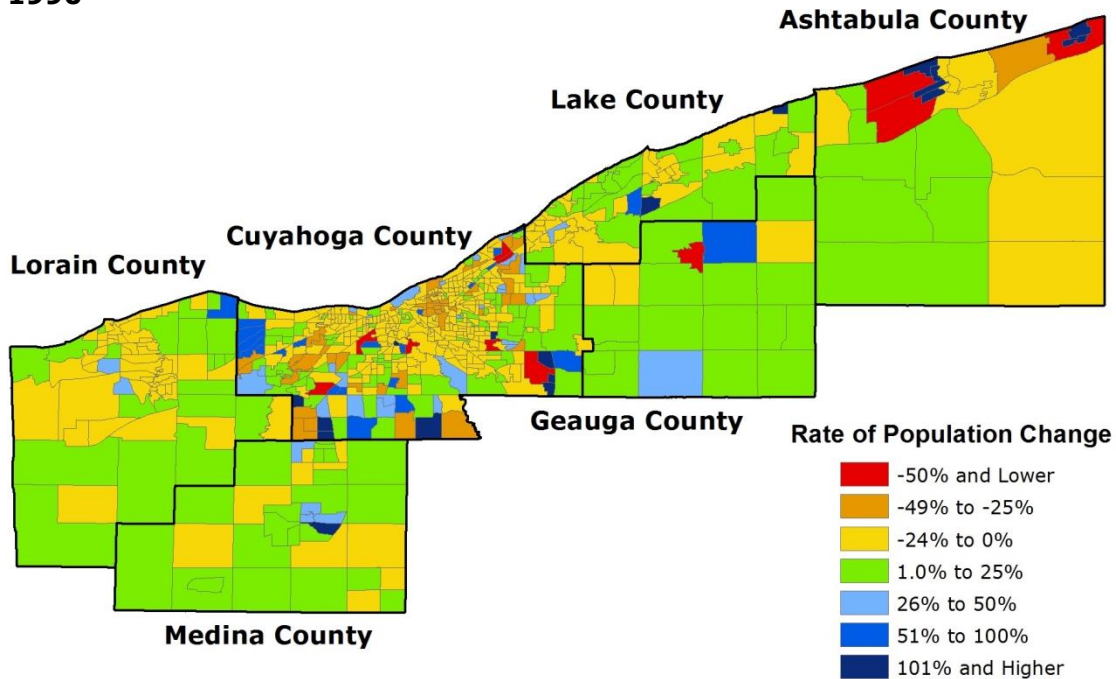 Ashtabula County
Lake County
Cuyahoga County
Lorain County
Geauga County
Medina County
Rate of Population Change
-50% and Lower
-49% to -25%
-24% to 0%
1.0% to 25%
26% to 50%
51% to 100%
101% and Higher